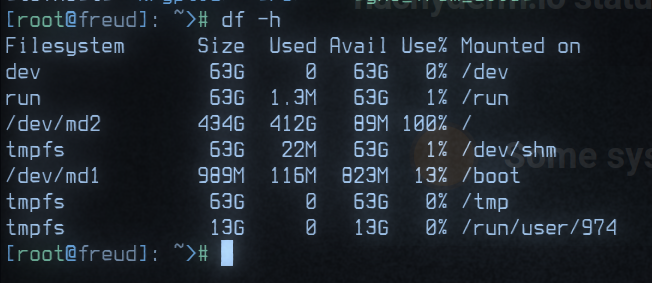 [root@freud]: ~># df -h
Filesystem Size Used Avail Use% Mounted on
dev 63G 0 63G 0% /dev
run 63G 1.3M 63G 1% /run
/dev/md2 434G 412G 89M 100% /
tmpfs 63G 22M 63G 1% /dev/shm
/dev/md1 989M 116M 823M 13% /boot
tmpfs 63G 0 63G 0% /tmp
tmpfs 13G 0 13G 0% /run/user/974
[root@freud]: ~>#
Some sys